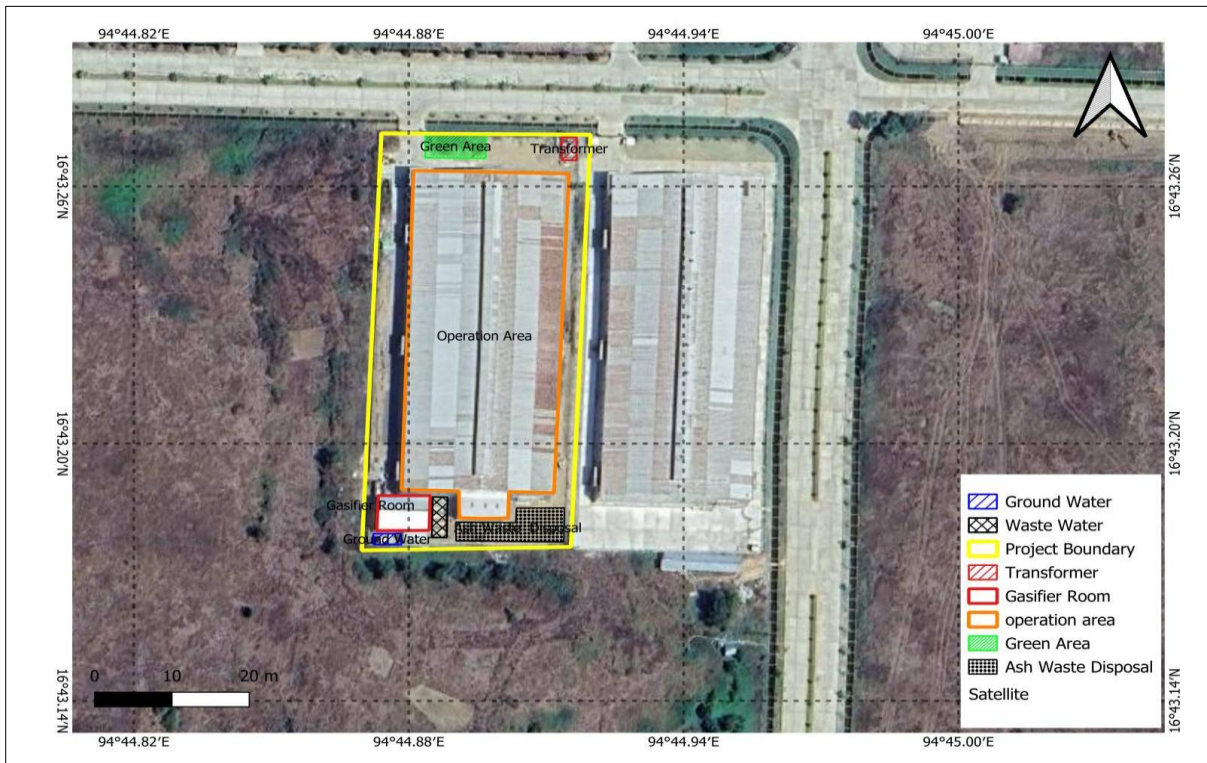 94°44.82'E 94°44.88'E 94°44.94'E 94°45.00'E
Green Area
Transformer
16°43.26'N
16°43.26'N
Operation Area
16°43.20'N
16°43.20'N
Gasifier Room
Ash Waste Disposal
Ground Water
Ground Water
Waste Water
Project Boundary
Transformer
Gasifier Room
operation area
Green Area
Ash Waste Disposal
Satellite
0 10 20 m
16°43.14'N
16°43.14'N
94°44.82'E 94°44.88'E 94°44.94'E 94°45.00'E